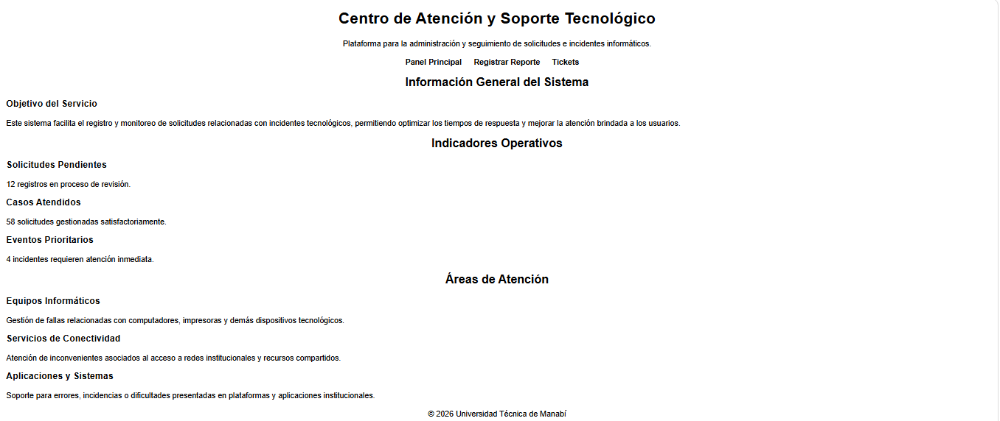 Centro de Atención y Soporte Tecnológico
Plataforma para la administración y seguimiento de solicitudes e incidentes informáticos.
Panel Principal Registrar Reporte Tickets
Información General del Sistema
Objetivo del Servicio
Este sistema facilita el registro y monitoreo de solicitudes relacionadas con incidentes tecnológicos, permitiendo optimizar los tiempos de respuesta y mejorar la atención brindada a los usuarios.
Indicadores Operativos
Solicitudes Pendientes
12 registros en proceso de revisión.
Casos Atendidos
58 solicitudes gestionadas satisfactoriamente.
Eventos Prioritarios
4 incidentes requieren atención inmediata.
Áreas de Atención
Equipos Informáticos
Gestión de fallas relacionadas con computadores, impresoras y demás dispositivos tecnológicos.
Servicios de Conectividad
Atención de inconvenientes asociados al acceso a redes institucionales y recursos compartidos.
Aplicaciones y Sistemas
Soporte para errores, incidencias o dificultades presentadas en plataformas y aplicaciones institucionales.
© 2026 Universidad Técnica de Manabí